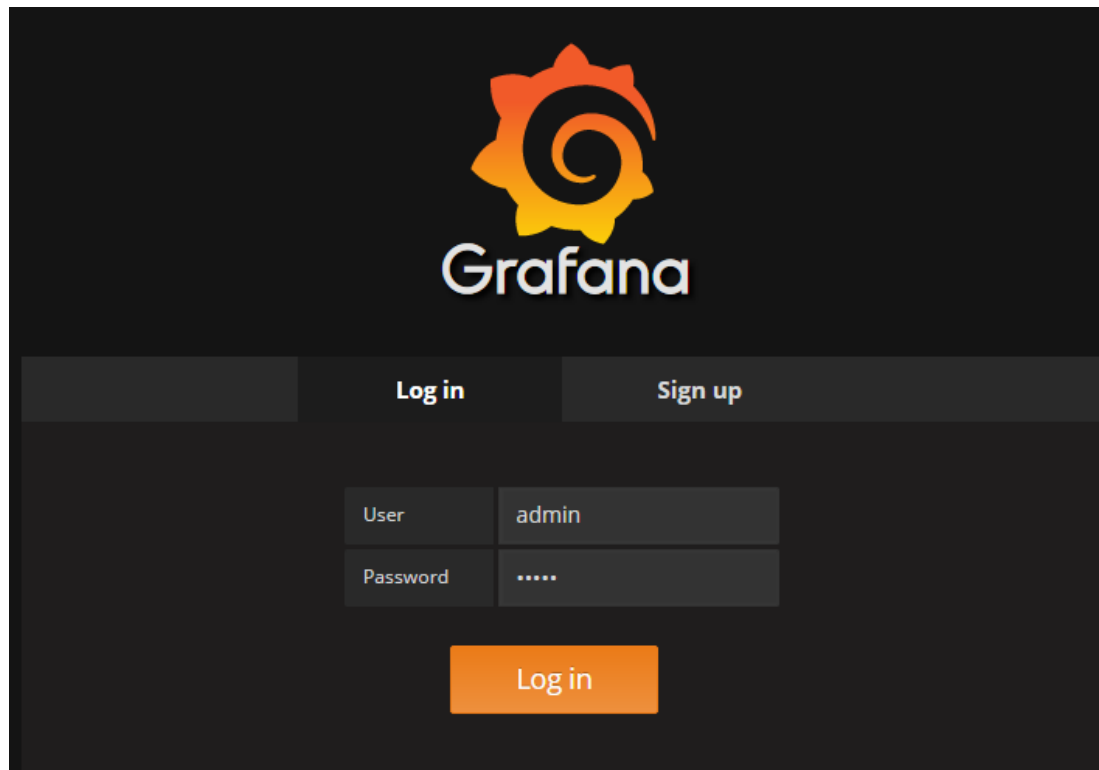 Grafana
Log in Sign up
User admin
Password •••••
Log in